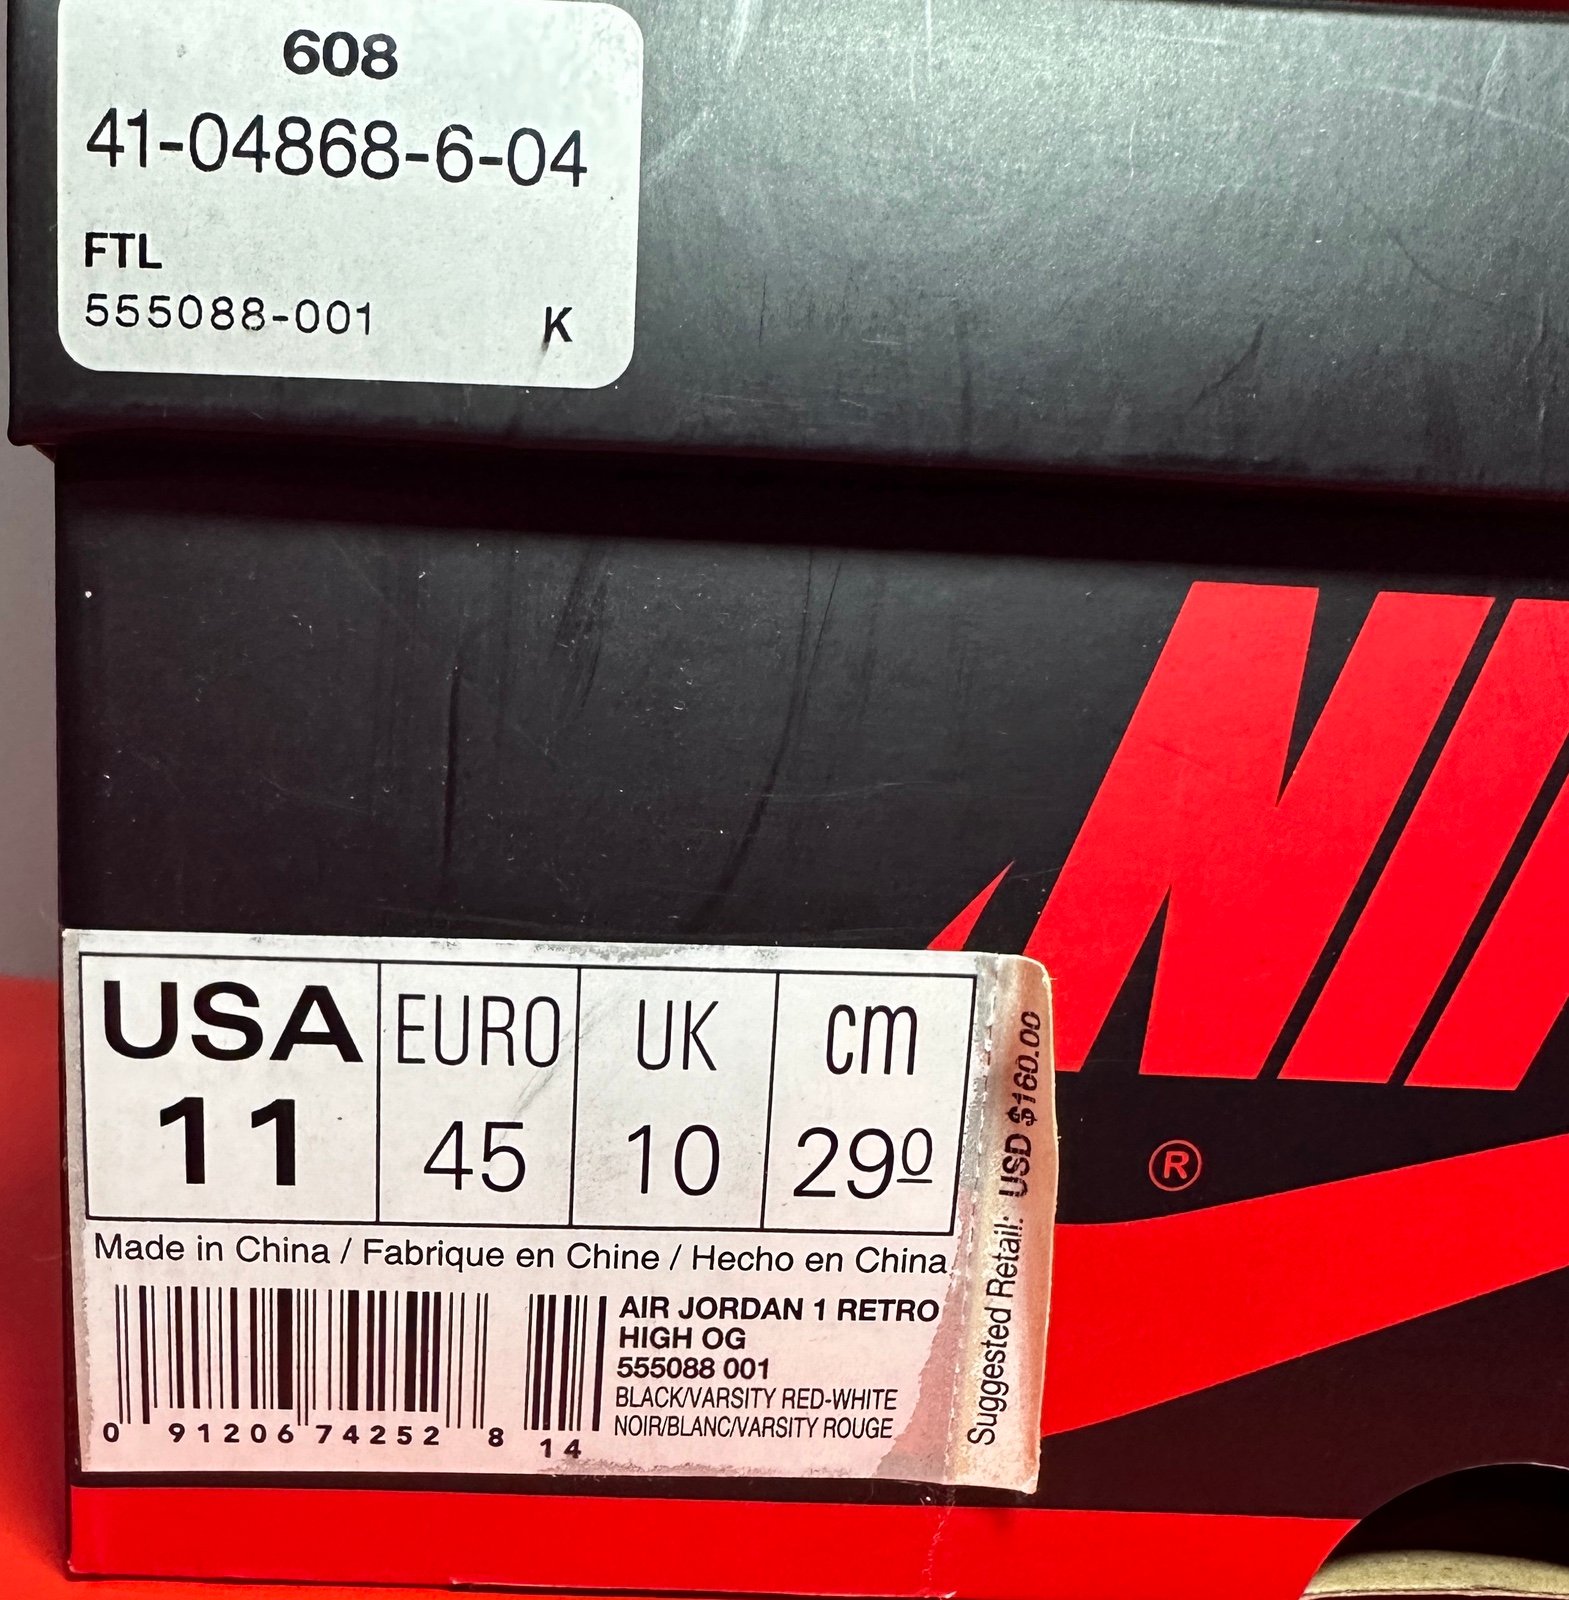 608
41-04868-6-04
FTL
555088-001 K
®
USA EURO UK cm
11 45 10 29º
Made in China / Fabrique en Chine / Hecho en China
AIR JORDAN 1 RETRO
HIGH OG
555088 001
BLACK/VARSITY RED-WHITE
NOIR/BLANC/VARSITY ROUGE
0 91206 74252 8 14
Suggested Retail: USD $160.00